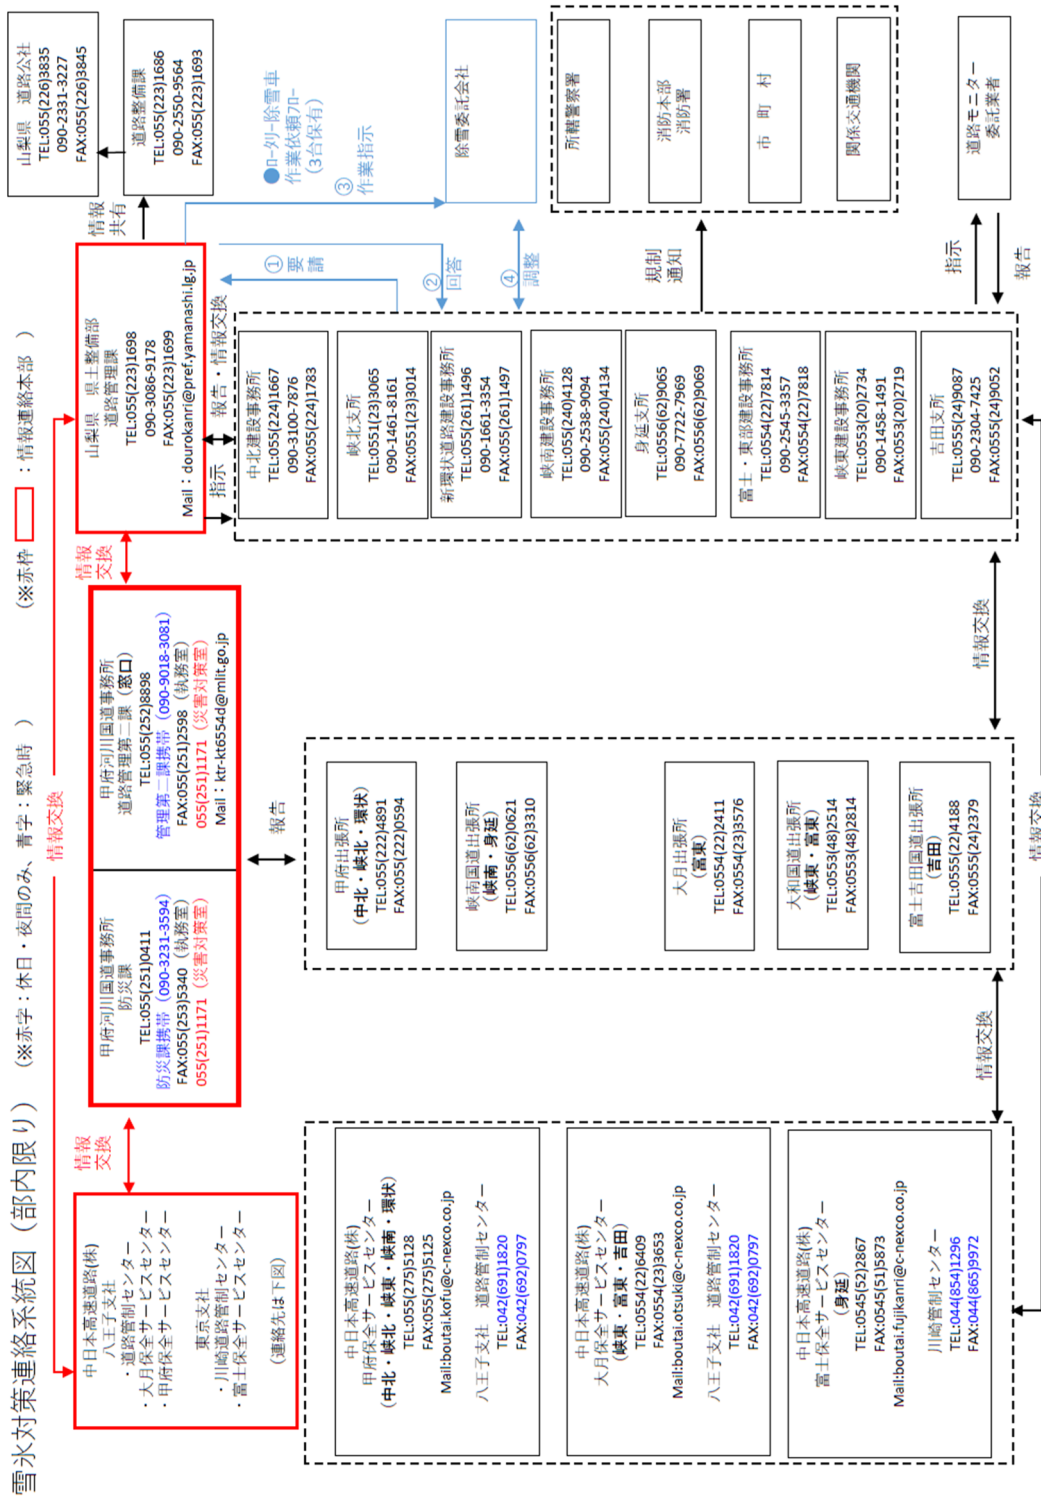 雪氷対策連絡系統図（部内限り）
（※赤字：休日・夜間のみ、青字：緊急時　）
（※赤枠　：情報連絡本部　）
情報交換
中日本高速道路(株)
八王子支社
・道路管制センター
・大月保全サービスセンター
・甲府保全サービスセンター
東京支社
・川崎道路管制センター
・富士保全サービスセンター
（連絡先は下図）
情報
交換
甲府河川国道事務所
防災課
TEL:055(251)0411
防災課携帯（090-3231-3594）
FAX:055(253)5340（執務室）
055(251)1171（災害対策室）
甲府河川国道事務所
道路管理第二課（窓口）
TEL:055(252)8898
管理第二課携帯（090-9018-3081）
FAX:055(251)2598（執務室）
055(251)1171（災害対策室）
Mail：ktr-kt6554d@mlit.go.jp
情報
交換
山梨県　県土整備部
道路管理課
TEL:055(223)1698
090-3086-9178
FAX:055(223)1699
Mail：dourokanri@pref.yamanashi.lg.jp
情報
共有
山梨県　道路公社
TEL:055(226)3835
090-2331-3227
FAX:055(226)3845
道路整備課
TEL:055(223)1686
090-2550-9564
FAX:055(223)1693
●ﾛｰﾀﾘｰ除雪車
作業依頼ﾌﾛｰ
（3台保有）
③
作業指示
①
要請
②
回答
④
調整
除雪委託会社
所轄警察署
消防本部
消防署
市　町　村
関係交通機関
道路モニター
委託業者
規制
通知
指示
報告
指示
報告・情報交換
中北建設事務所
TEL:055(224)1667
090-3100-7876
FAX:055(224)1783
峡北支所
TEL:0551(23)3065
090-1461-8161
FAX:0551(23)3014
新環状道路建設事務所
TEL:055(261)1496
090-1661-3354
FAX:055(261)1497
峡南建設事務所
TEL:055(240)4128
090-2538-9094
FAX:055(240)4134
身延支所
TEL:0556(62)9065
090-7722-7969
FAX:0556(62)9069
富士・東部建設事務所
TEL:0554(22)7814
090-2545-3357
FAX:0554(22)7818
峡東建設事務所
TEL:0553(20)2734
090-1458-1491
FAX:0553(20)2719
吉田支所
TEL:0555(24)9087
090-2304-7425
FAX:0555(24)9052
報告
情報交換
甲府出張所
（中北・峡北・環状）
TEL:055(222)4891
FAX:055(222)0594
峡南国道出張所
（峡南・身延）
TEL:0556(62)0621
FAX:0556(62)3310
大月出張所
（富東）
TEL:0554(22)2411
FAX:0554(23)3576
大和国道出張所
（峡東・富東）
TEL:0553(48)2514
FAX:0553(48)2814
富士吉田国道出張所
（吉田）
TEL:0555(22)4188
FAX:0555(24)2379
情報交換
中日本高速道路(株)
甲府保全サービスセンター
（中北・峡北・峡東・峡南・環状）
TEL:055(275)5128
FAX:055(275)5125
Mail:boutai.kofu@c-nexco.co.jp
八王子支社　道路管制センター
TEL:042(691)1820
FAX:042(692)0797
中日本高速道路(株)
大月保全サービスセンター
（峡東・富東・吉田）
TEL:0554(22)6409
FAX:0554(23)3653
Mail:boutai.otsuki@c-nexco.co.jp
八王子支社　道路管制センター
TEL:042(691)1820
FAX:042(692)0797
中日本高速道路(株)
富士保全サービスセンター
（身延）
TEL:0545(52)2867
FAX:0545(51)5873
Mail:boutai.fujikanri@c-nexco.co.jp
川崎管制センター
TEL:044(854)1296
FAX:044(865)9972
情報交換